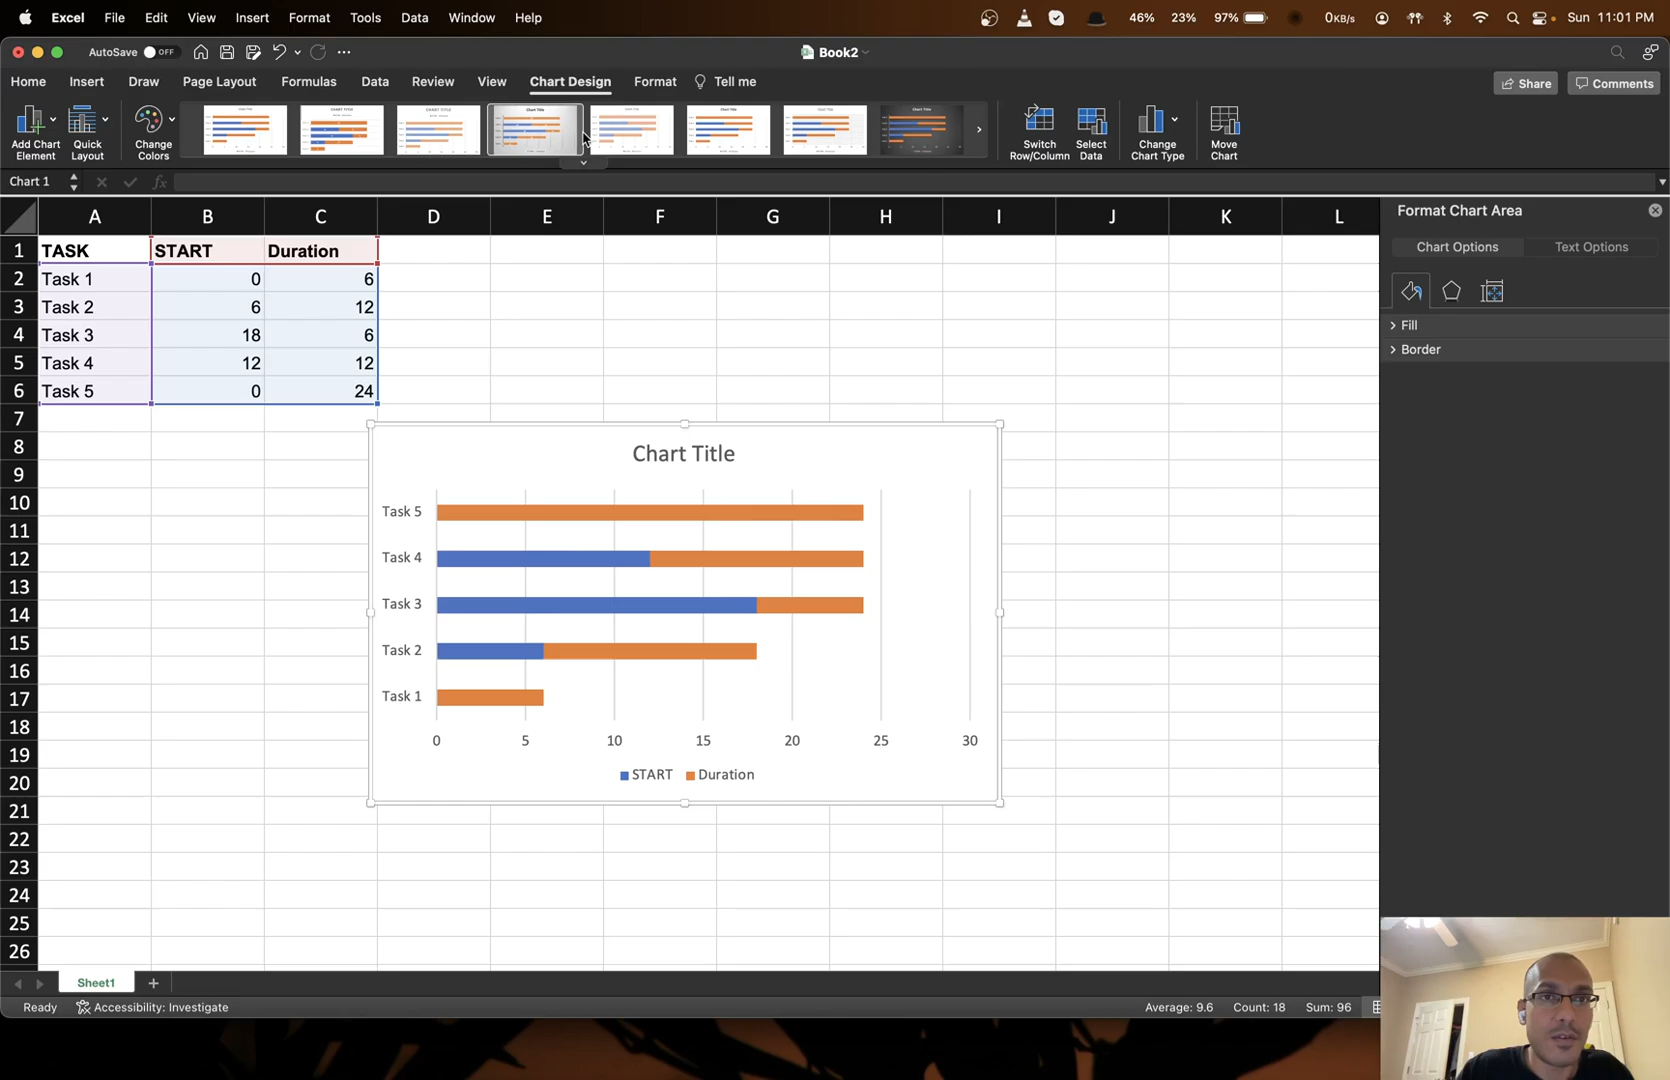 Excel File Edit View Insert Format Tools Data Window Help 46% 23% 97% 0KB/s Sun 11:01 PM
AutoSave OFF Book2
Home Insert Draw Page Layout Formulas Data Review View Chart Design Format Tell me Share Comments
Add Chart Element
Quick Layout
Change Colors
Switch Row/Column
Select Data
Change Chart Type
Move Chart
Chart 1 fx
A B C D E F G H I J K L
1 TASK START Duration
2 Task 1 0 6
3 Task 2 6 12
4 Task 3 18 6
5 Task 4 12 12
6 Task 5 0 24
7
8
9
10
11
12
13
14
15
16
17
18
19
20
21
22
23
24
25
26
Chart Title
Task 5
Task 4
Task 3
Task 2
Task 1
0 5 10 15 20 25 30
START Duration
Format Chart Area
Chart Options Text Options
Fill
Border
Sheet1
Ready Accessibility: Investigate Average: 9.6 Count: 18 Sum: 96